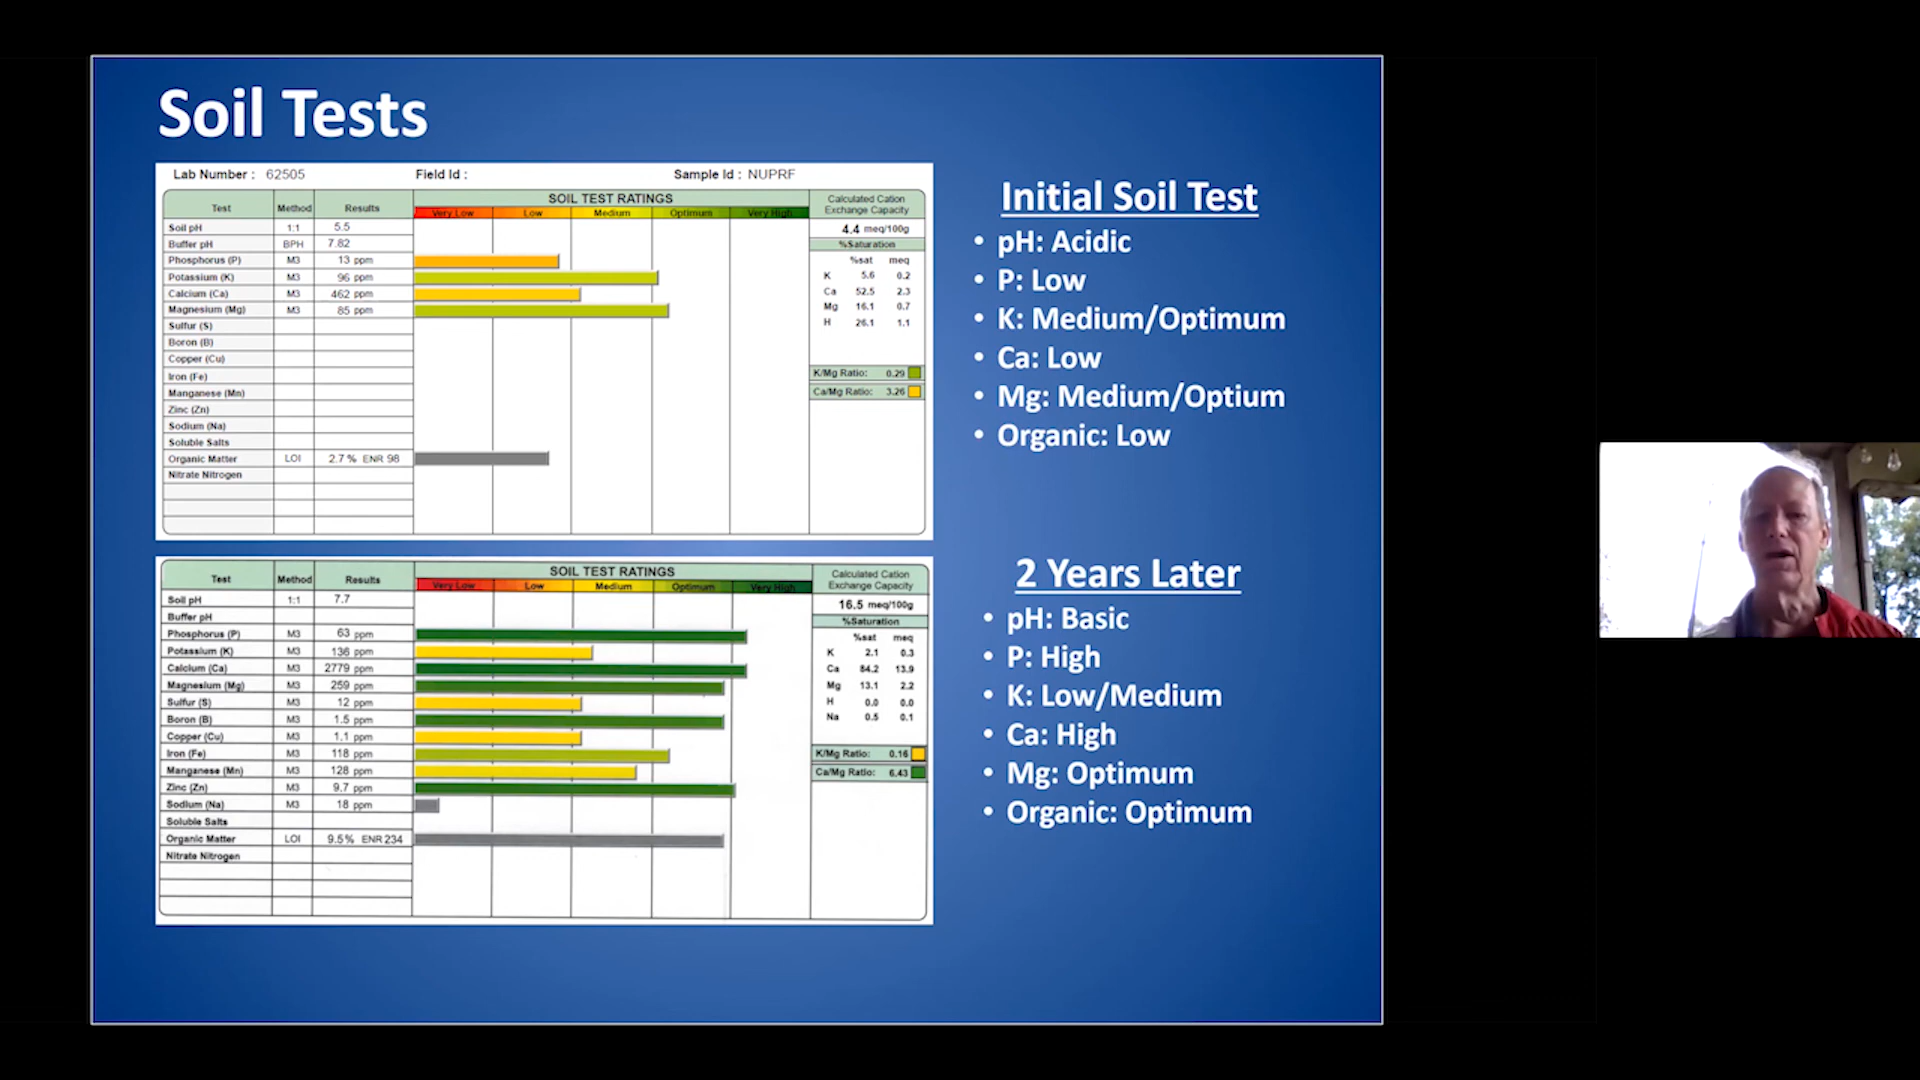 Soil Tests
Lab Number : 62505 Field Id : Sample Id : NUPRF
Test Method Results SOIL TEST RATINGS Calculated Cation Exchange Capacity
Very Low Low Medium Optimum Very High
Soil pH 1:1 5.5
4.4 meq/100g
Buffer pH BPH 7.82
%Saturation
Phosphorus (P) M3 13 ppm
%sat meq
Potassium (K) M3 96 ppm
K 5.6 0.2
Calcium (Ca) M3 462 ppm
Ca 52.5 2.3
Magnesium (Mg) M3 85 ppm
Mg 16.1 0.7
Sulfur (S)
H 26.1 1.1
Boron (B)
Copper (Cu)
Iron (Fe)
K/Mg Ratio: 0.29
Manganese (Mn)
Ca/Mg Ratio: 3.26
Zinc (Zn)
Sodium (Na)
Soluble Salts
Organic Matter LOI 2.7 % ENR 98
Nitrate Nitrogen
Initial Soil Test
• pH: Acidic
• P: Low
• K: Medium/Optimum
• Ca: Low
• Mg: Medium/Optium
• Organic: Low
Test Method Results SOIL TEST RATINGS Calculated Cation Exchange Capacity
Very Low Low Medium Optimum Very High
Soil pH 1:1 7.7
16.5 meq/100g
Buffer pH
%Saturation
Phosphorus (P) M3 63 ppm
%sat meq
Potassium (K) M3 136 ppm
K 2.1 0.3
Calcium (Ca) M3 2779 ppm
Ca 84.2 13.9
Magnesium (Mg) M3 259 ppm
Mg 13.1 2.2
Sulfur (S) M3 12 ppm
H 0.0 0.0
Boron (B) M3 1.5 ppm
Na 0.5 0.1
Copper (Cu) M3 1.1 ppm
Iron (Fe) M3 118 ppm
K/Mg Ratio: 0.16
Manganese (Mn) M3 128 ppm
Ca/Mg Ratio: 6.43
Zinc (Zn) M3 9.7 ppm
Sodium (Na) M3 18 ppm
Soluble Salts
Organic Matter LOI 9.5 % ENR 234
Nitrate Nitrogen
2 Years Later
• pH: Basic
• P: High
• K: Low/Medium
• Ca: High
• Mg: Optimum
• Organic: Optimum